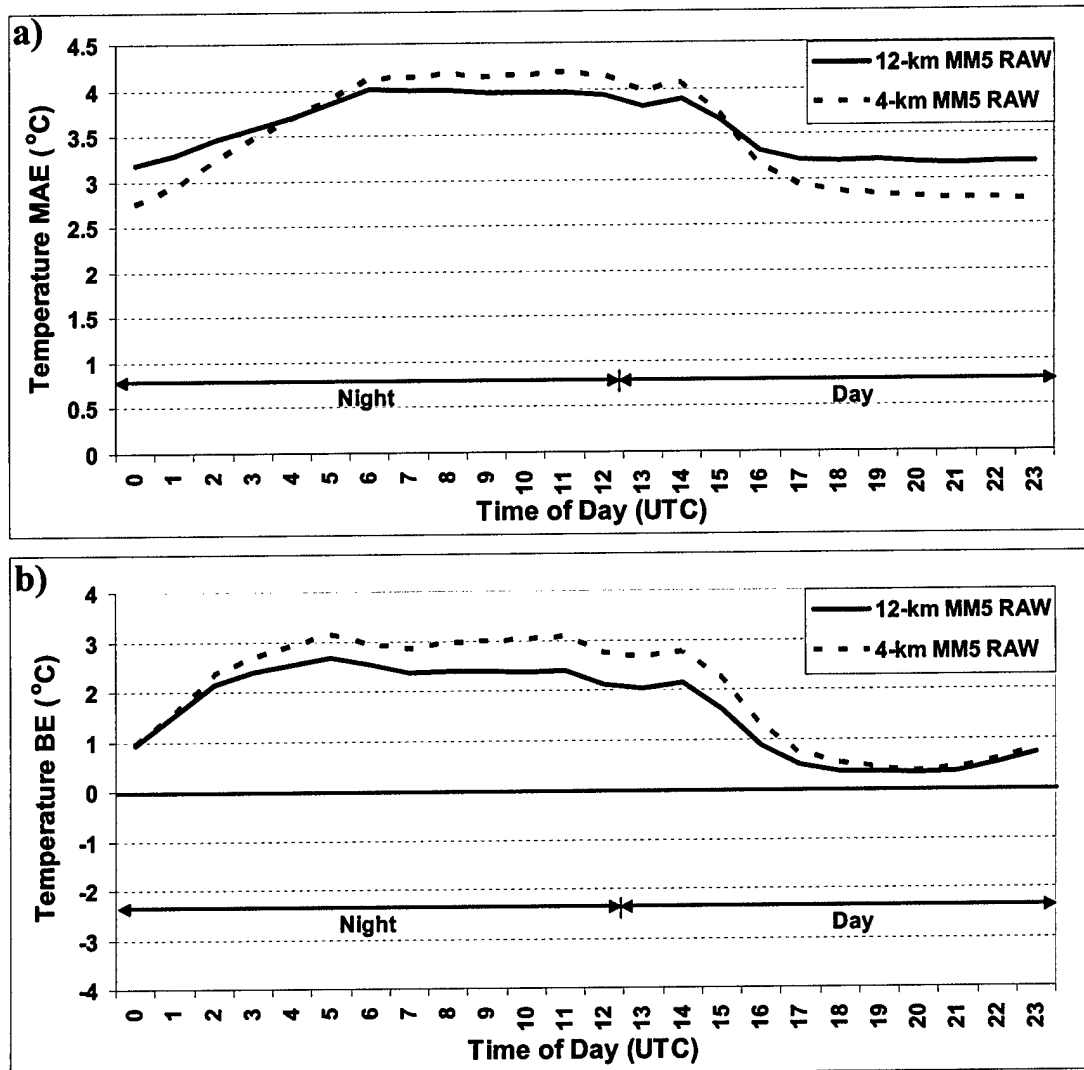 a)
12-km MM5 RAW
4-km MM5 RAW
Temperature MAE (°C)
4.5
4
3.5
3
2.5
2
1.5
1
0.5
0
Night
Day
0 1 2 3 4 5 6 7 8 9 10 11 12 13 14 15 16 17 18 19 20 21 22 23
Time of Day (UTC)
b)
12-km MM5 RAW
4-km MM5 RAW
Temperature BE (°C)
4
3
2
1
0
-1
-2
-3
-4
Night
Day
0 1 2 3 4 5 6 7 8 9 10 11 12 13 14 15 16 17 18 19 20 21 22 23
Time of Day (UTC)